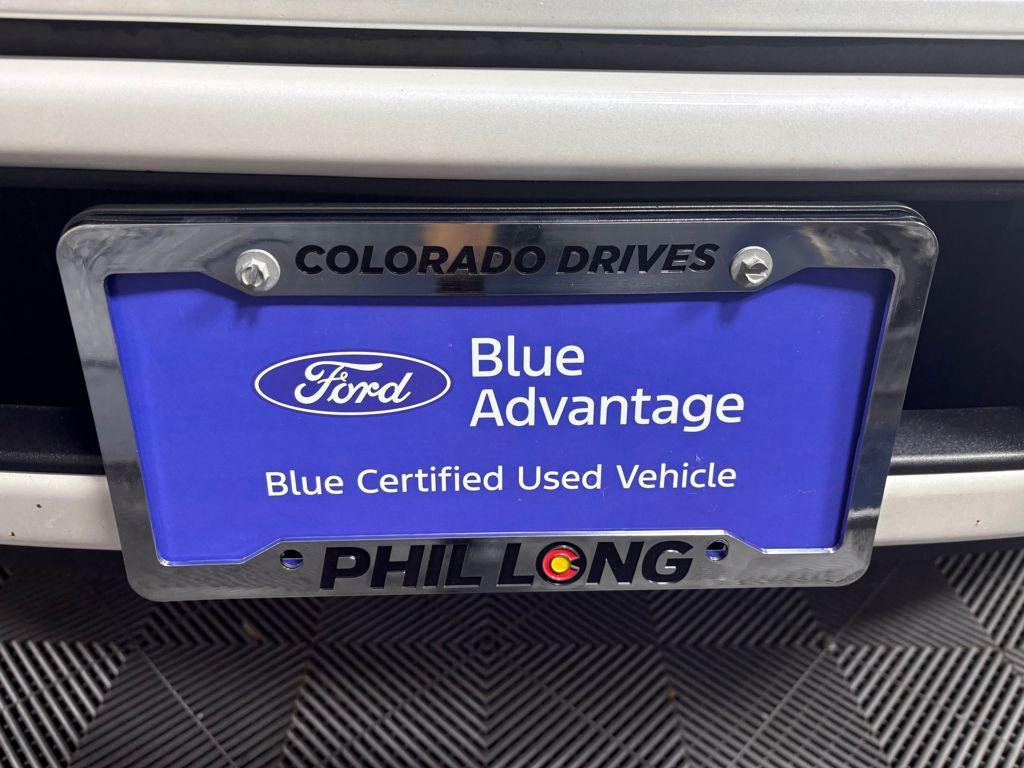 COLORADO DRIVES
Ford
Blue
Advantage
Blue Certified Used Vehicle
PHIL LONG